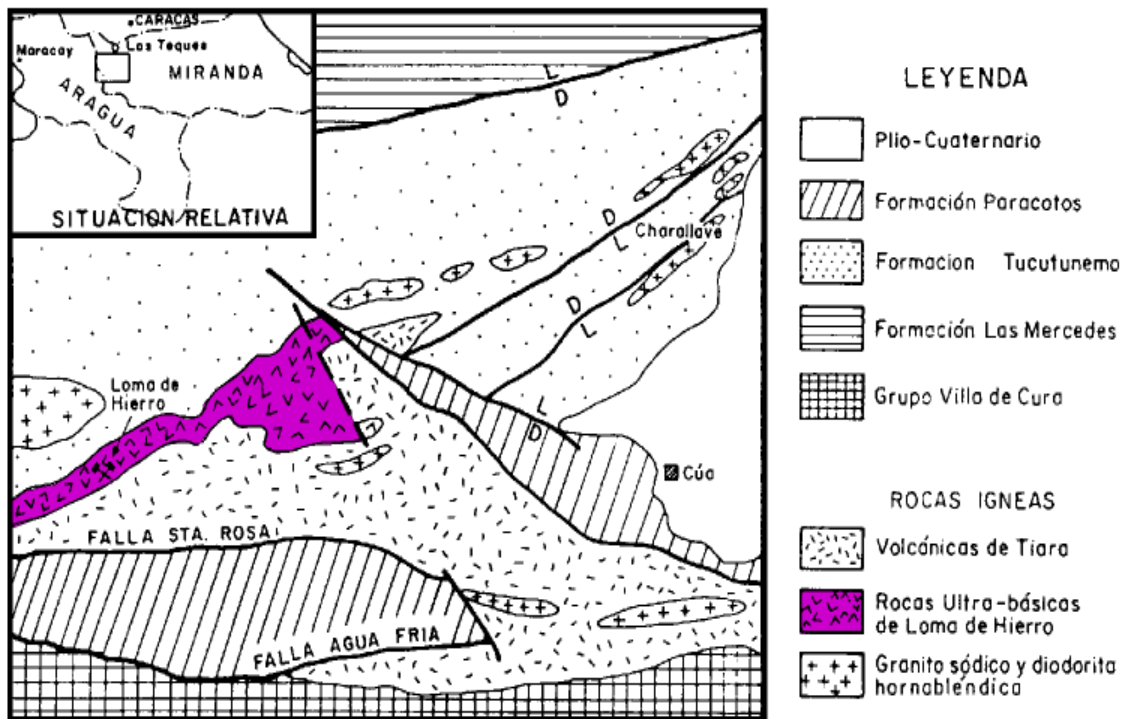 CARACAS
Los Teques
Maracay
MIRANDA
ARAGUA
SITUACION RELATIVA
L
D
D
L
Charallave
D
L
Loma de
Hierro
L
D
Cúa
FALLA STA. ROSA
FALLA AGUA FRIA
LEYENDA
Plio-Cuaternario
Formación Paracotos
Formacion Tucutunemo
Formación Las Mercedes
Grupo Villa de Cura
ROCAS IGNEAS
Volcánicas de Tiara
Rocas Ultra-básicas
de Loma de Hierro
Granito sódico y diodorita
hornabléndica